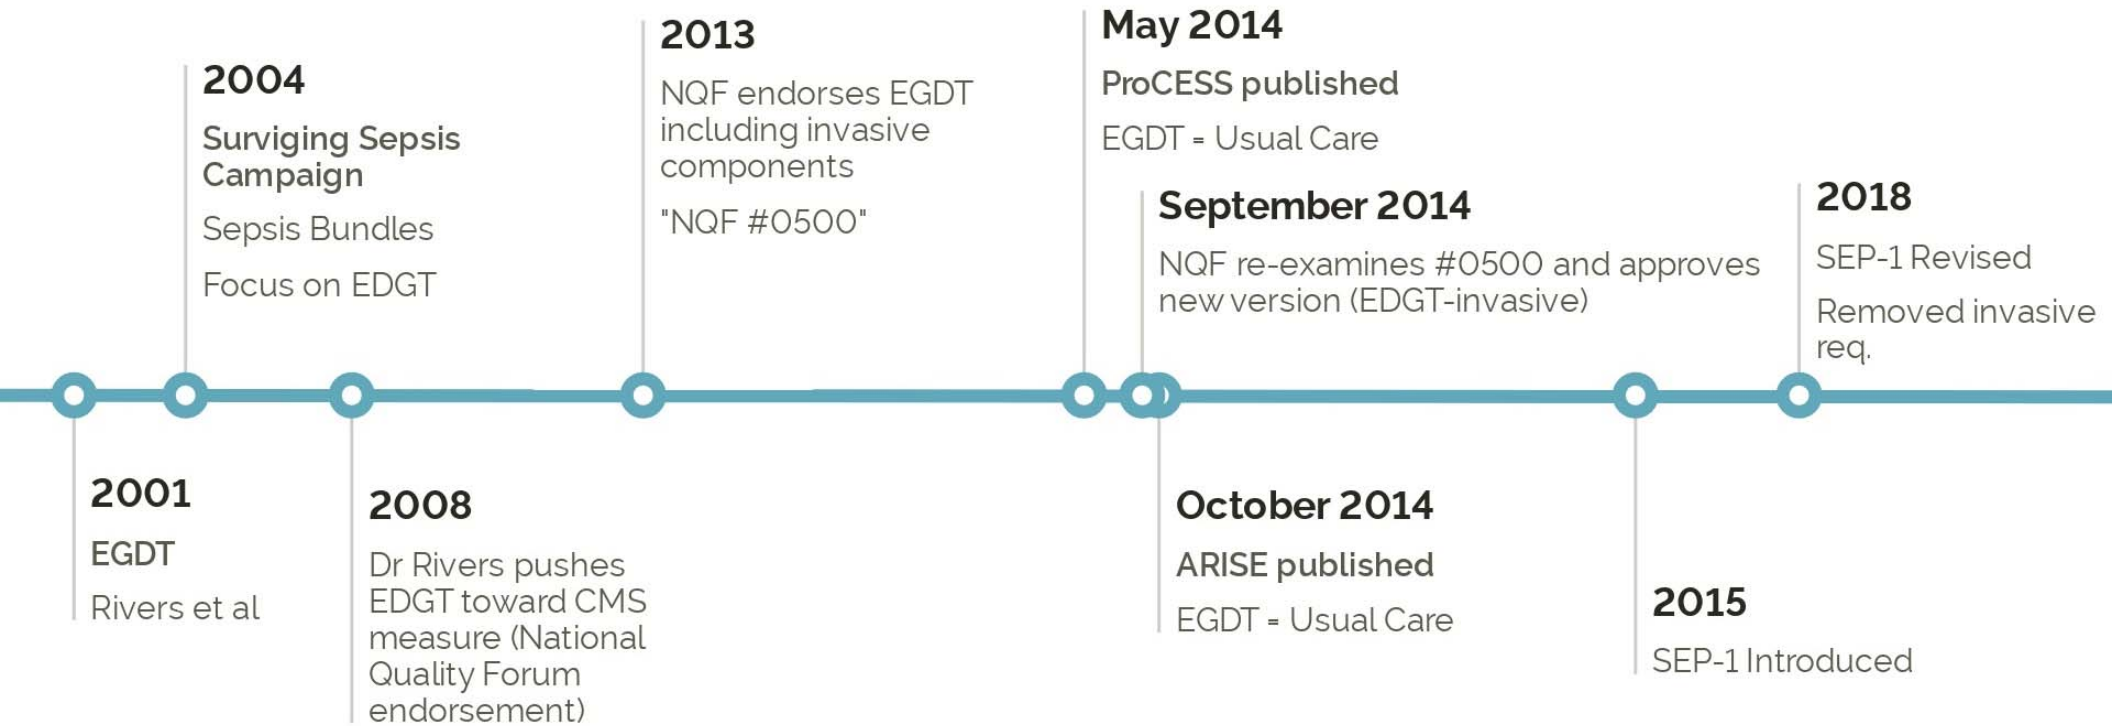 2001
EGDT
Rivers et al
2004
Surviging Sepsis
Campaign
Sepsis Bundles
Focus on EDGT
2008
Dr Rivers pushes
EDGT toward CMS
measure (National
Quality Forum
endorsement)
2013
NQF endorses EGDT
including invasive
components
"NQF #0500"
May 2014
ProCESS published
EGDT = Usual Care
September 2014
NQF re-examines #0500 and approves
new version (EDGT-invasive)
October 2014
ARISE published
EGDT = Usual Care
2015
SEP-1 Introduced
2018
SEP-1 Revised
Removed invasive
req.